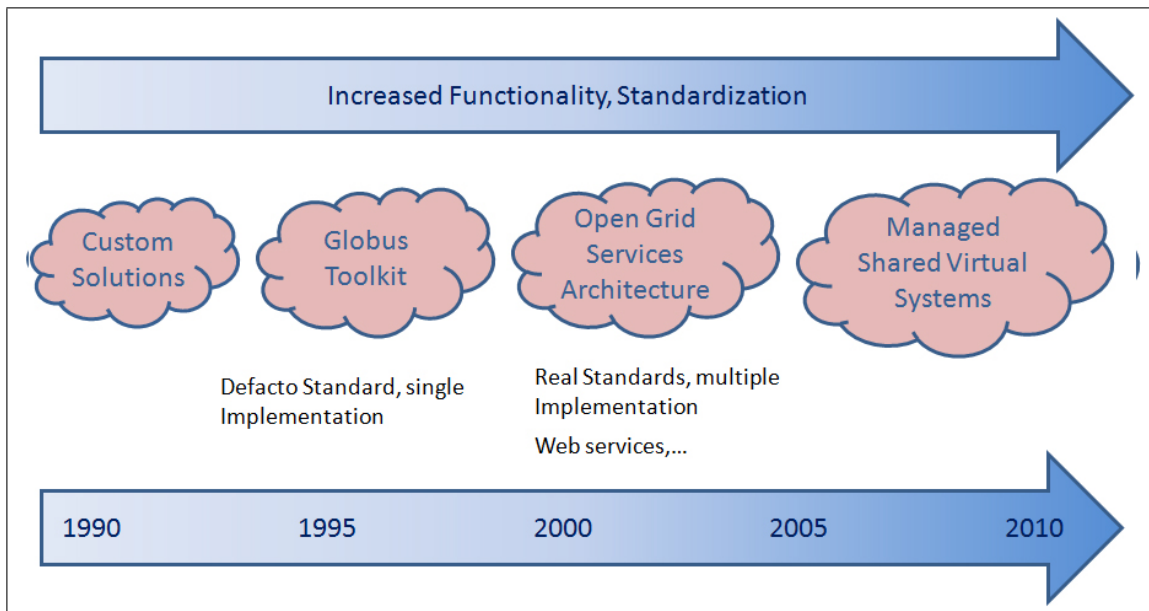 Increased Functionality, Standardization
Custom
Solutions
Globus
Toolkit
Open Grid
Services
Architecture
Managed
Shared Virtual
Systems
Defacto Standard, single
Implementation
Real Standards, multiple
Implementation
Web services,...
1990 1995 2000 2005 2010